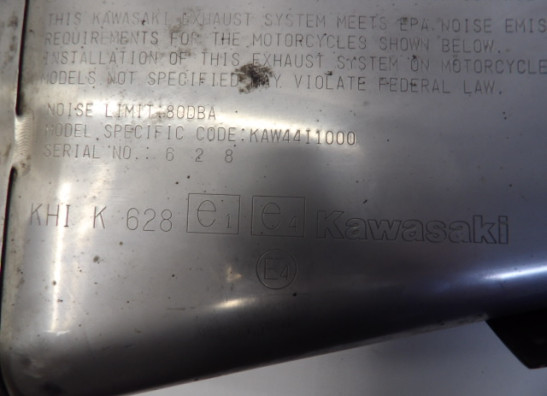 THIS KAWASAKI EXHAUST SYSTEM MEETS EPA NOISE EMIS
REQUIREMENTS FOR THE MOTORCYCLES SHOWN BELOW.
INSTALLATION OF THIS EXHAUST SYSTEM ON MOTORCYCLE
MODELS NOT SPECIFIED MAY VIOLATE FEDERAL LAW.
NOISE LIMIT:80DBA
MODEL SPECIFIC CODE:KAW4411000
SERIAL NO.: 6 2 8
KHI K 628 e1 e4 Kawasaki
E4